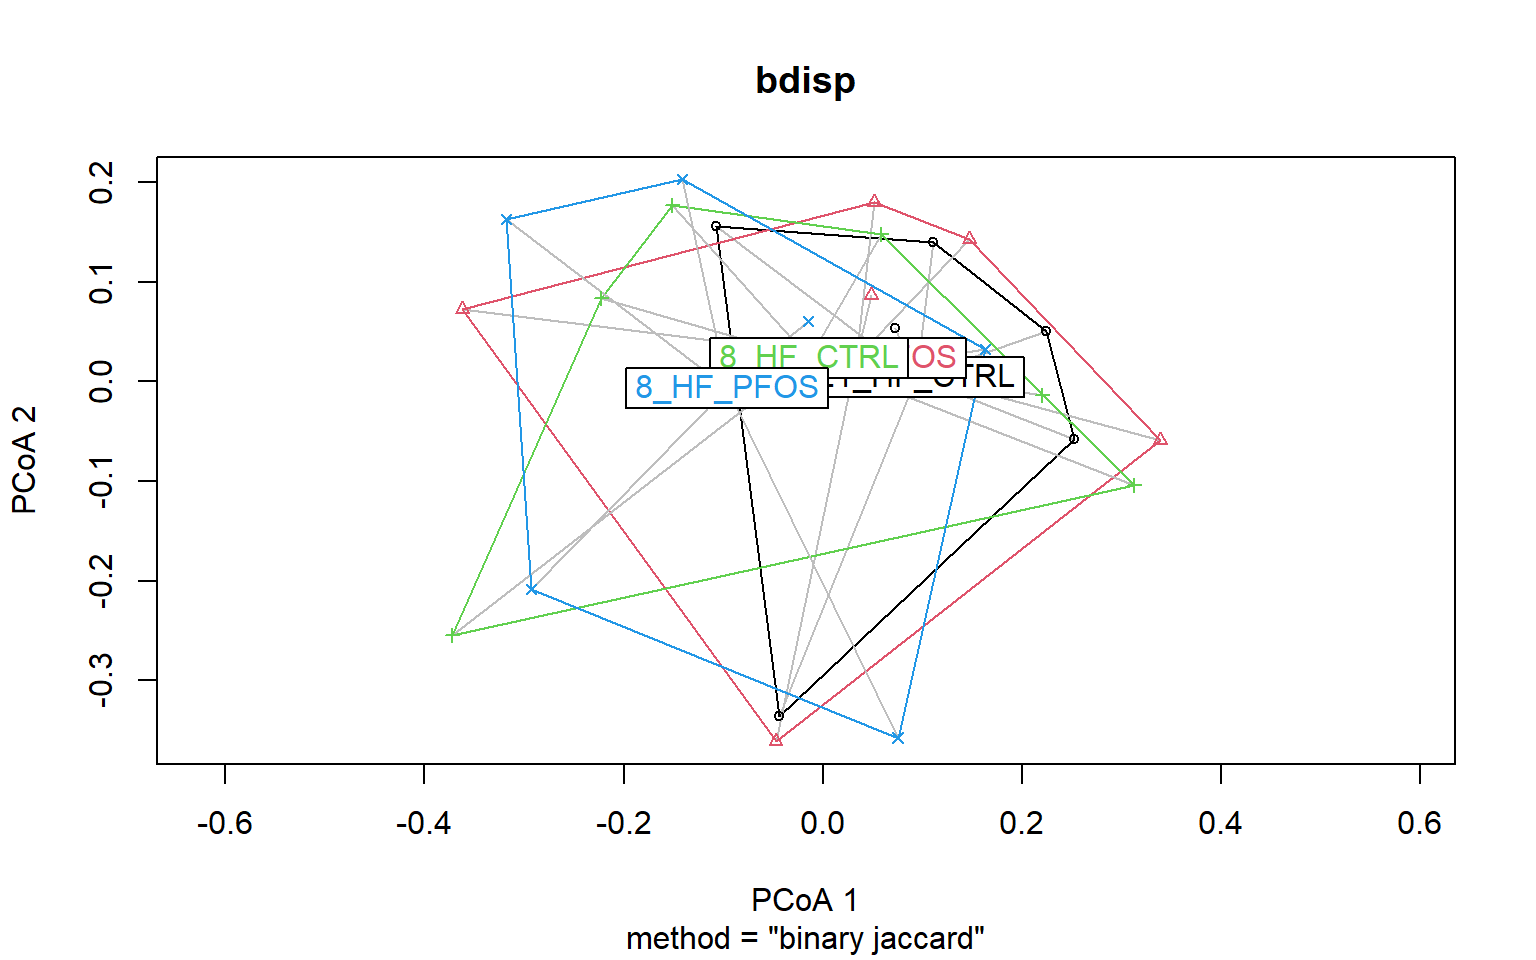 bdisp
PCoA 2
0.2
0.1
0.0
-0.1
-0.2
-0.3
8_HF_CTRL
OS
8_HF_PFOS
_HF_CTRL
-0.6 -0.4 -0.2 0.0 0.2 0.4 0.6
PCoA 1
method = "binary jaccard"